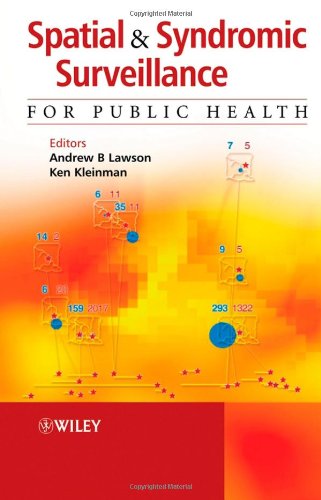 Spatial & Syndromic
Surveillance
FOR PUBLIC HEALTH
Editors
Andrew B Lawson
Ken Kleinman
7 5
6 11
35 11
14 2
9 5
6 20
159 2017
293 1322
WILEY